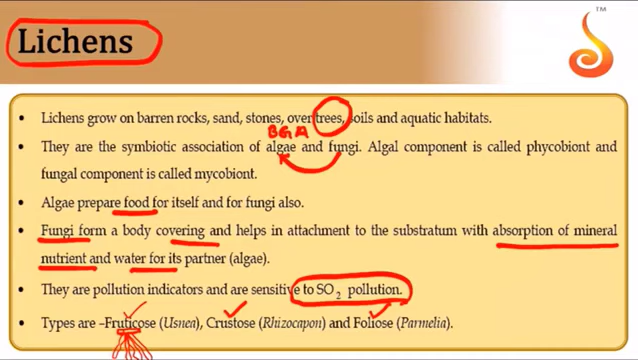 Lichens
TM
• Lichens grow on barren rocks, sand, stones, over trees, soils and aquatic habitats.
BGA
• They are the symbiotic association of algae and fungi. Algal component is called phycobiont and
fungal component is called mycobiont.
• Algae prepare food for itself and for fungi also.
• Fungi form a body covering and helps in attachment to the substratum with absorption of mineral
nutrient and water for its partner (algae).
• They are pollution indicators and are sensitive to SO₂ pollution.
• Types are –Fruticose (Usnea), Crustose (Rhizocapon) and Foliose (Parmelia).